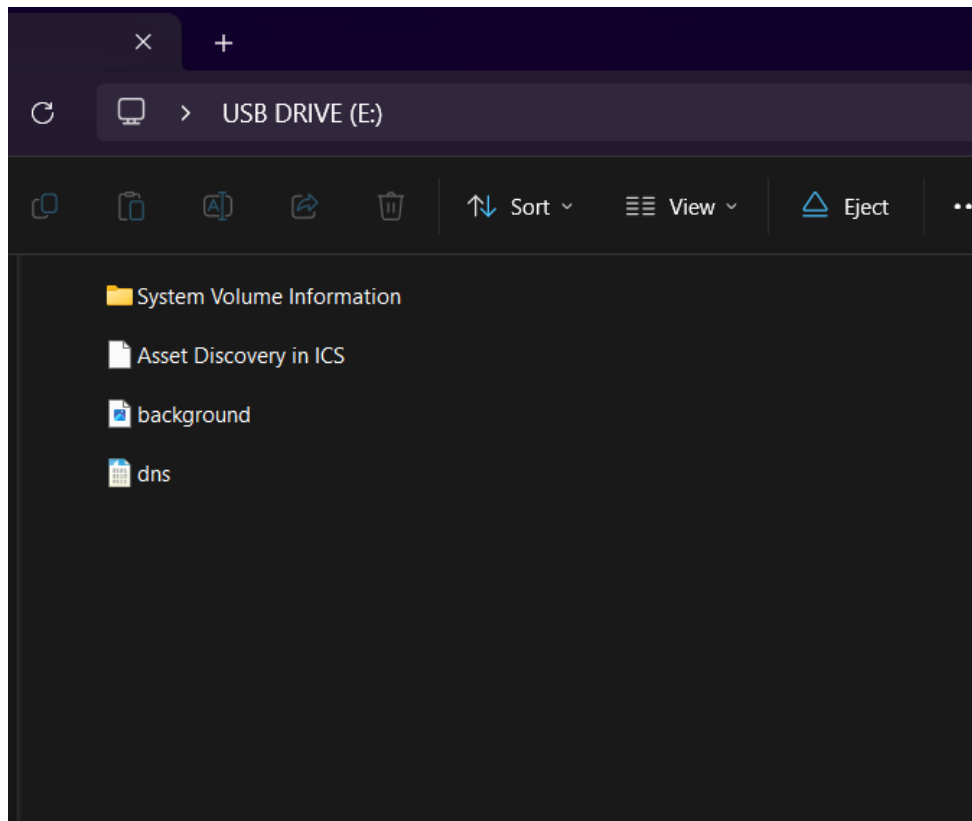 USB DRIVE (E:)
Sort View Eject
System Volume Information
Asset Discovery in ICS
background
dns